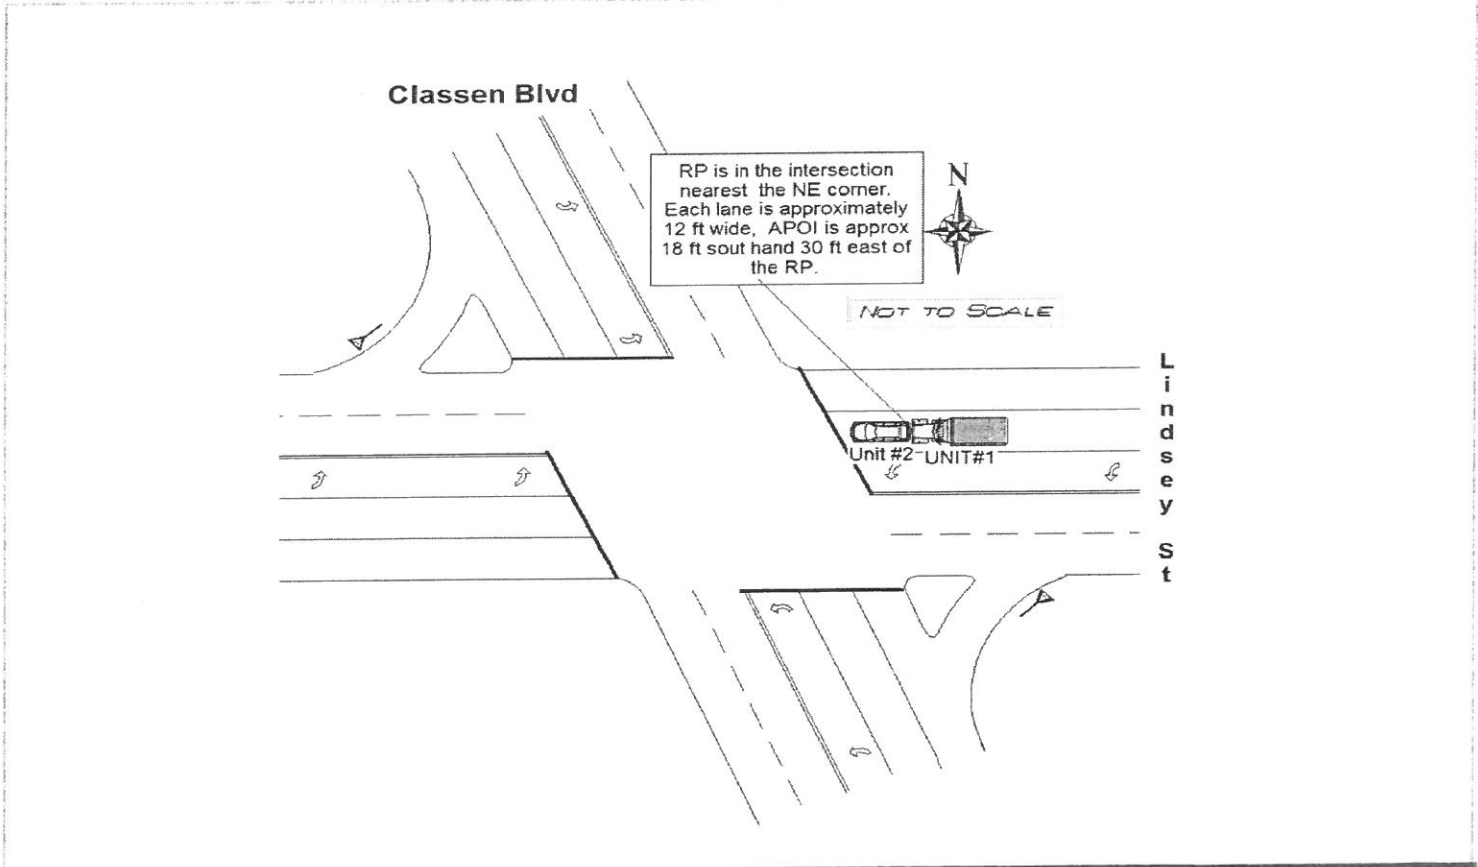 Classen Blvd
RP is in the intersection
nearest the NE corner.
Each lane is approximately
12 ft wide, APOI is approx
18 ft sout hand 30 ft east of
the RP.
N
NOT TO SCALE
Lindsey St
Unit #2
UNIT#1